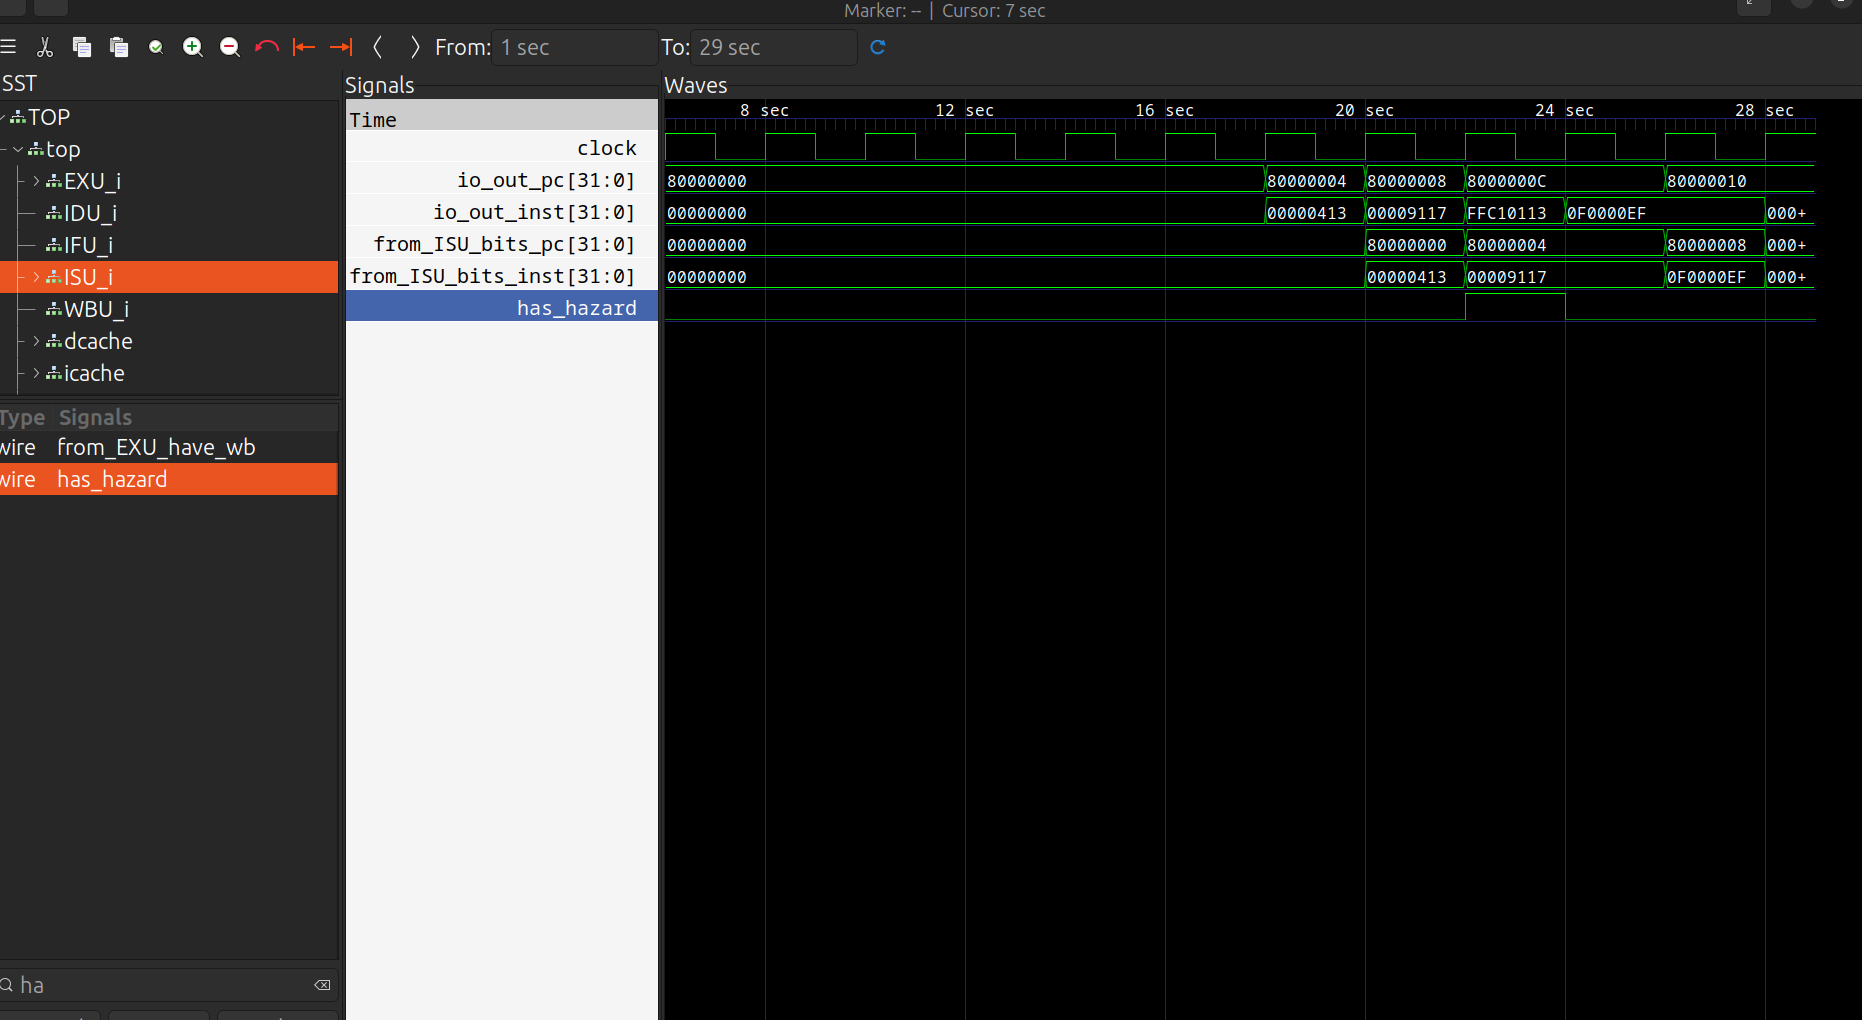 Marker: -- | Cursor: 7 sec
From: 1 sec To: 29 sec
SST
TOP
top
EXU_i
IDU_i
IFU_i
ISU_i
WBU_i
dcache
icache
Type Signals
wire from_EXU_have_wb
wire has_hazard
ha
Signals
Time
clock
io_out_pc[31:0]
io_out_inst[31:0]
from_ISU_bits_pc[31:0]
from_ISU_bits_inst[31:0]
has_hazard
Waves
8 sec 12 sec 16 sec 20 sec 24 sec 28 sec
80000000 80000004 80000008 8000000C 80000010
00000000 00000413 00009117 FFC10113 0F0000EF 000+
00000000 80000000 80000004 80000008 000+
00000000 00000413 00009117 0F0000EF 000+